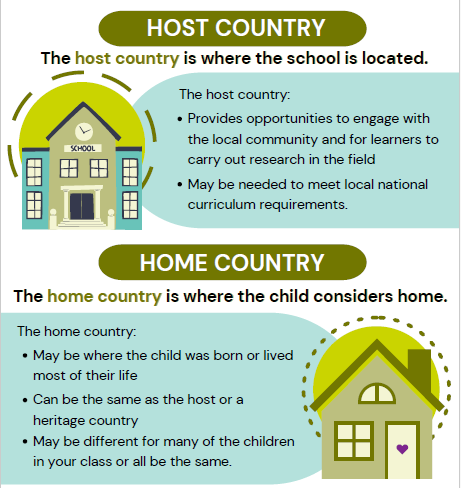 HOST COUNTRY
The host country is where the school is located.
The host country:
• Provides opportunities to engage with
the local community and for learners to
carry out research in the field
• May be needed to meet local national
curriculum requirements.
SCHOOL
HOME COUNTRY
The home country is where the child considers home.
The home country:
• May be where the child was born or lived
most of their life
• Can be the same as the host or a
heritage country
• May be different for many of the children
in your class or all be the same.